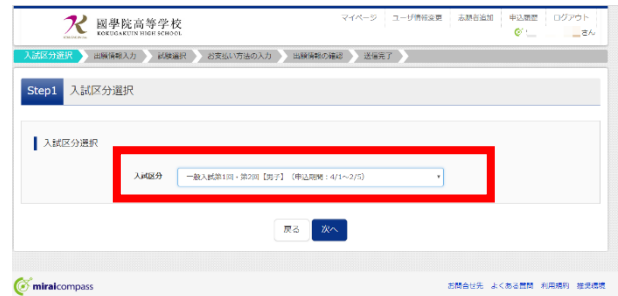 國學院高等学校
KOKUGAKUIN HIGH SCHOOL
マイページ ユーザ情報変更 志願者追加 申込履歴 ログアウト
さん
入試区分選択 出願情報入力 試験選択 お支払い方法の入力 出願情報の確認 送信完了
Step1 入試区分選択
入試区分選択
入試区分 一般入試第1回・第2回【男子】（申込期間：4/1～2/5）
戻る 次へ
miraicompass
お問合せ先 よくある質問 利用規約 推奨環境